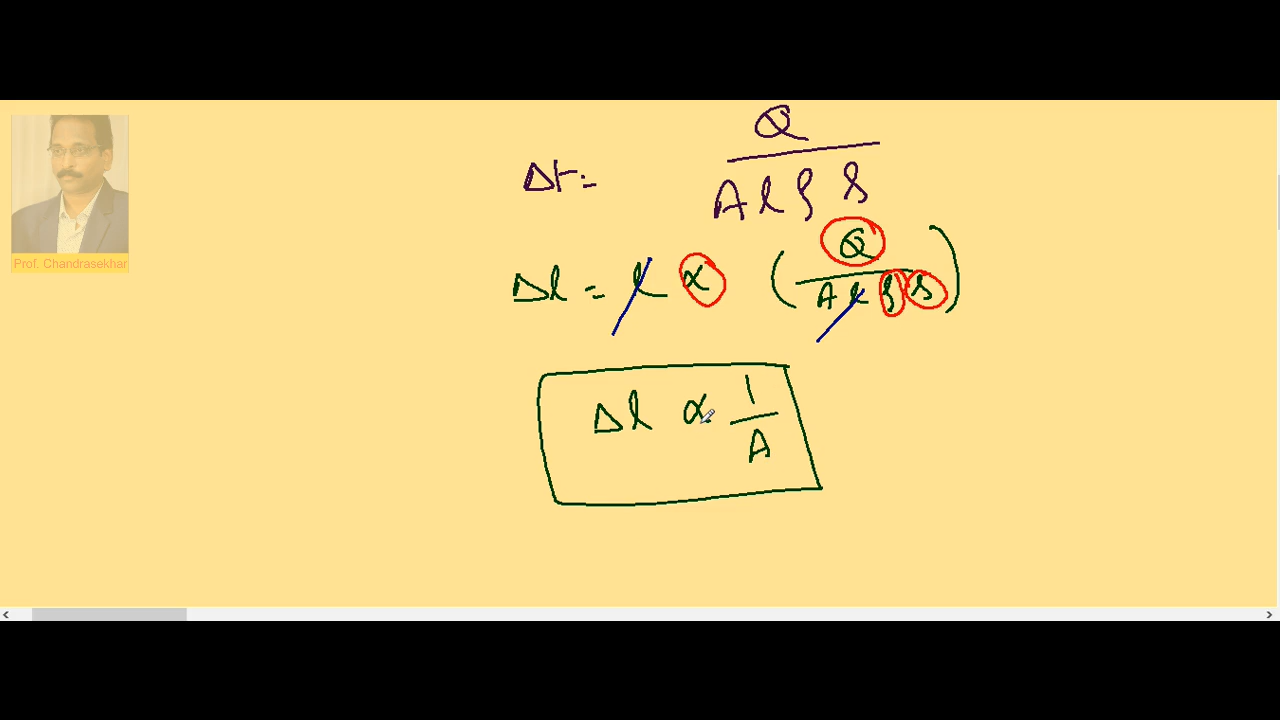 Prof. Chandrasekhar
Δt = Q / A l ρ s
Δl = l α ( Q / A l ρ s )
Δl ∝ 1 / A